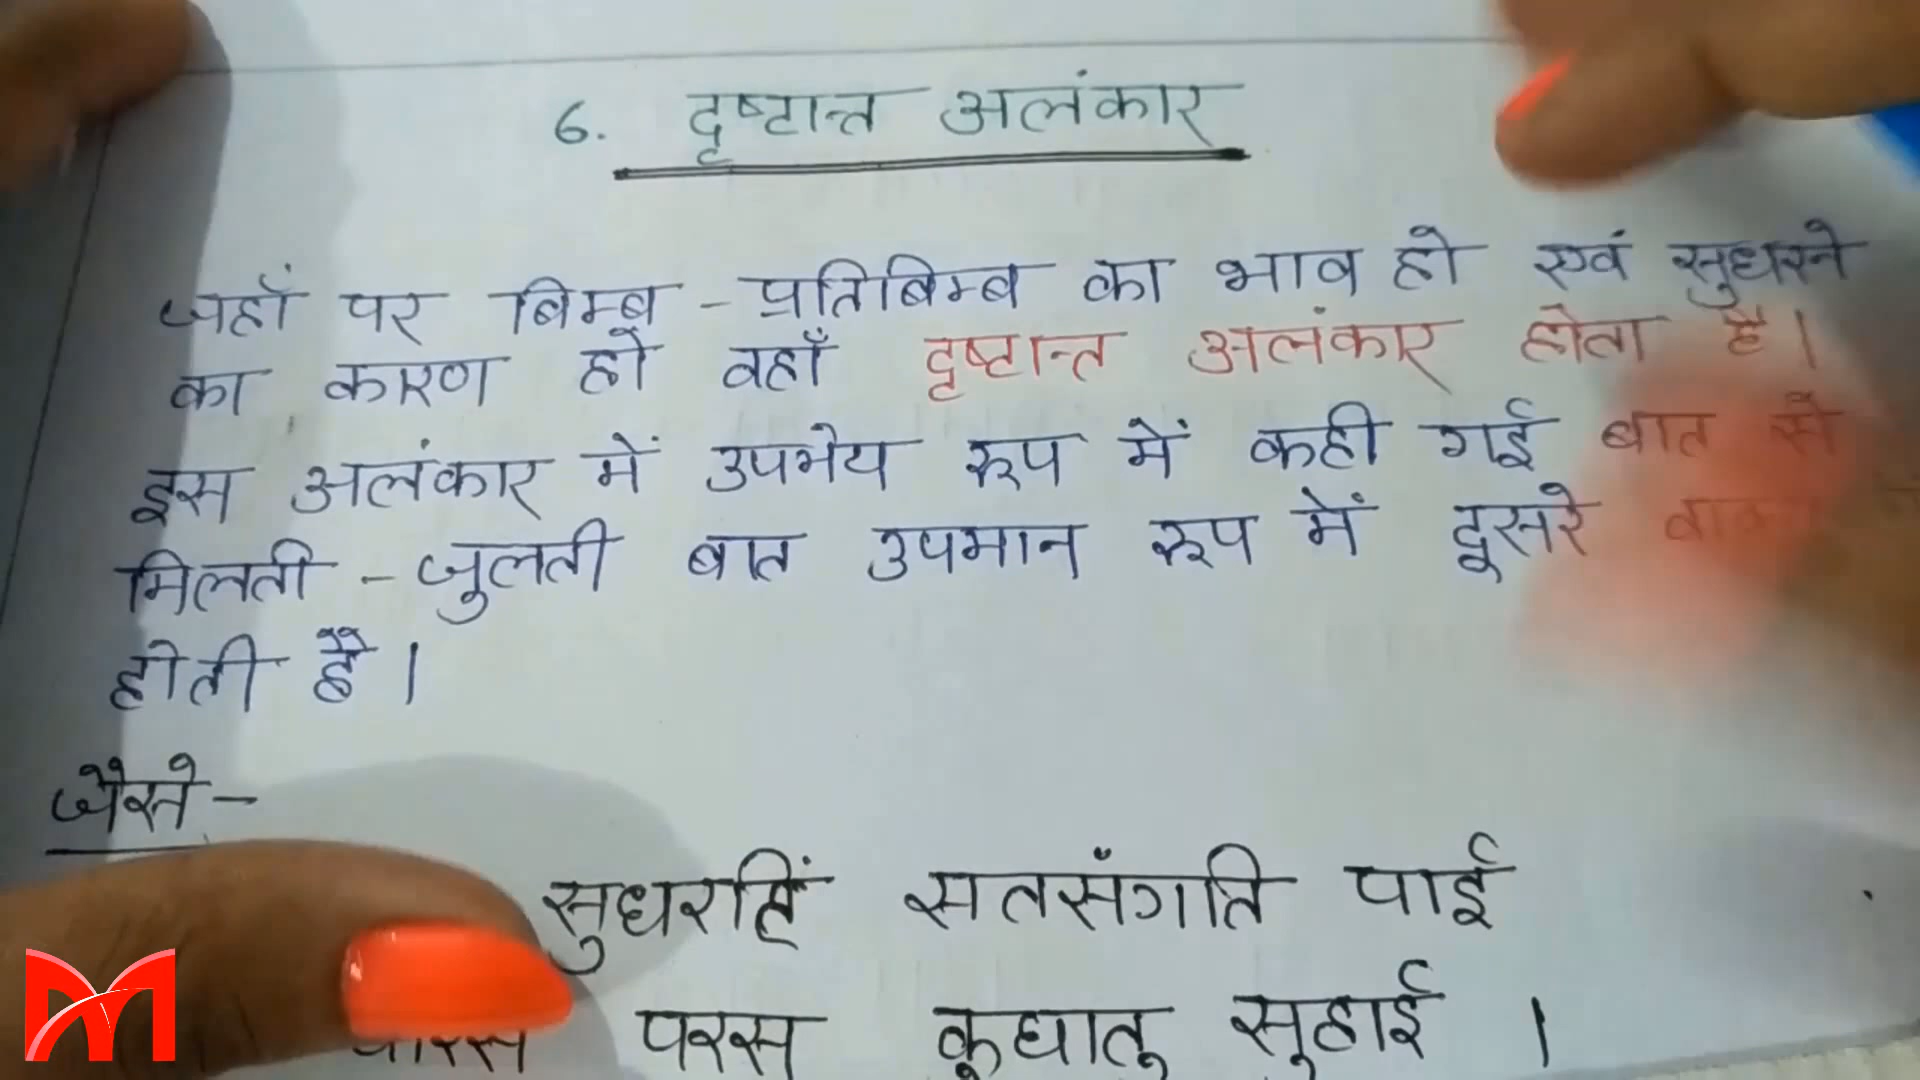 6. दृष्टान्त अलंकार
जहाँ पर बिम्ब - प्रतिबिम्ब का भाव हो एवं सुधरने
का कारण हो वहाँ दृष्टान्त अलंकार होता है।
इस अलंकार में उपमेय रूप में कही गई बात से
मिलती - जुलती बात उपमान रूप में दूसरे
होती है।
जैसे -
सुधरहिं सतसंगति पाई
परस कुधातु सुहाई ।